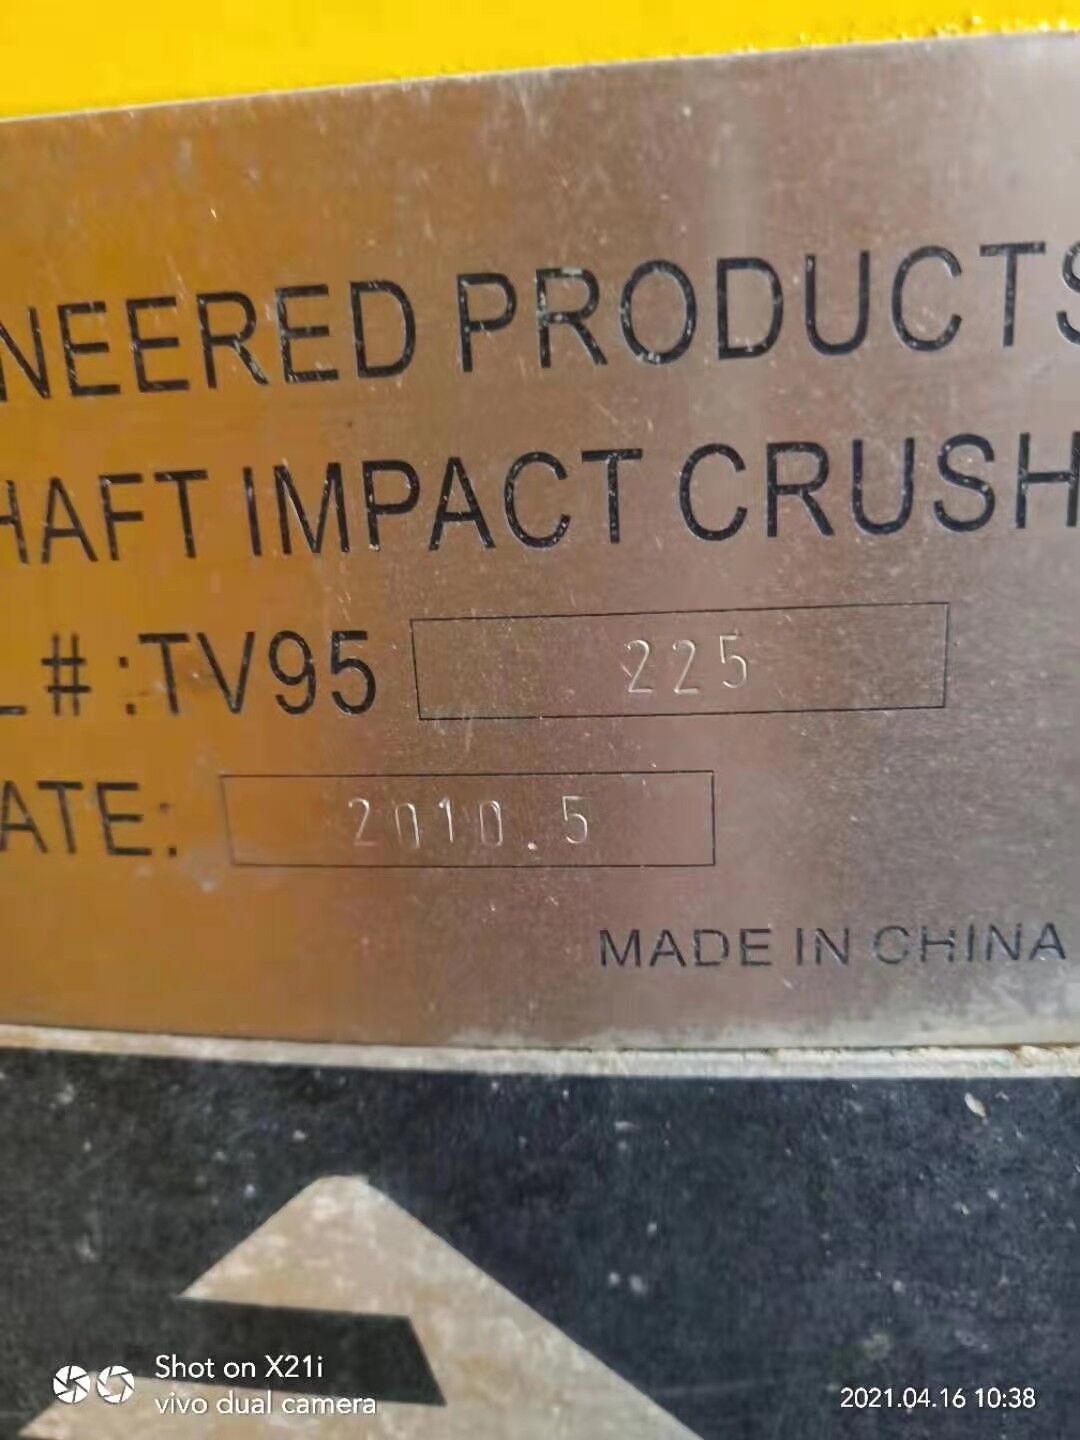 NEERED PRODUCTS
HAFT IMPACT CRUSH
L#:TV95 225
ATE: 2010.5
MADE IN CHINA
Shot on X21i
vivo dual camera
2021.04.16 10:38